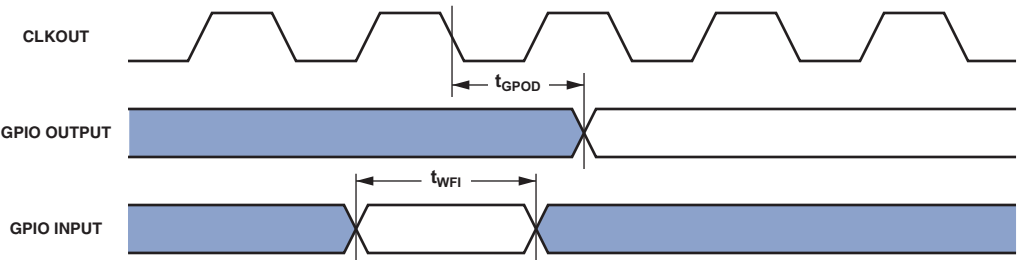 CLKOUT
tGPOD
GPIO OUTPUT
tWFI
GPIO INPUT